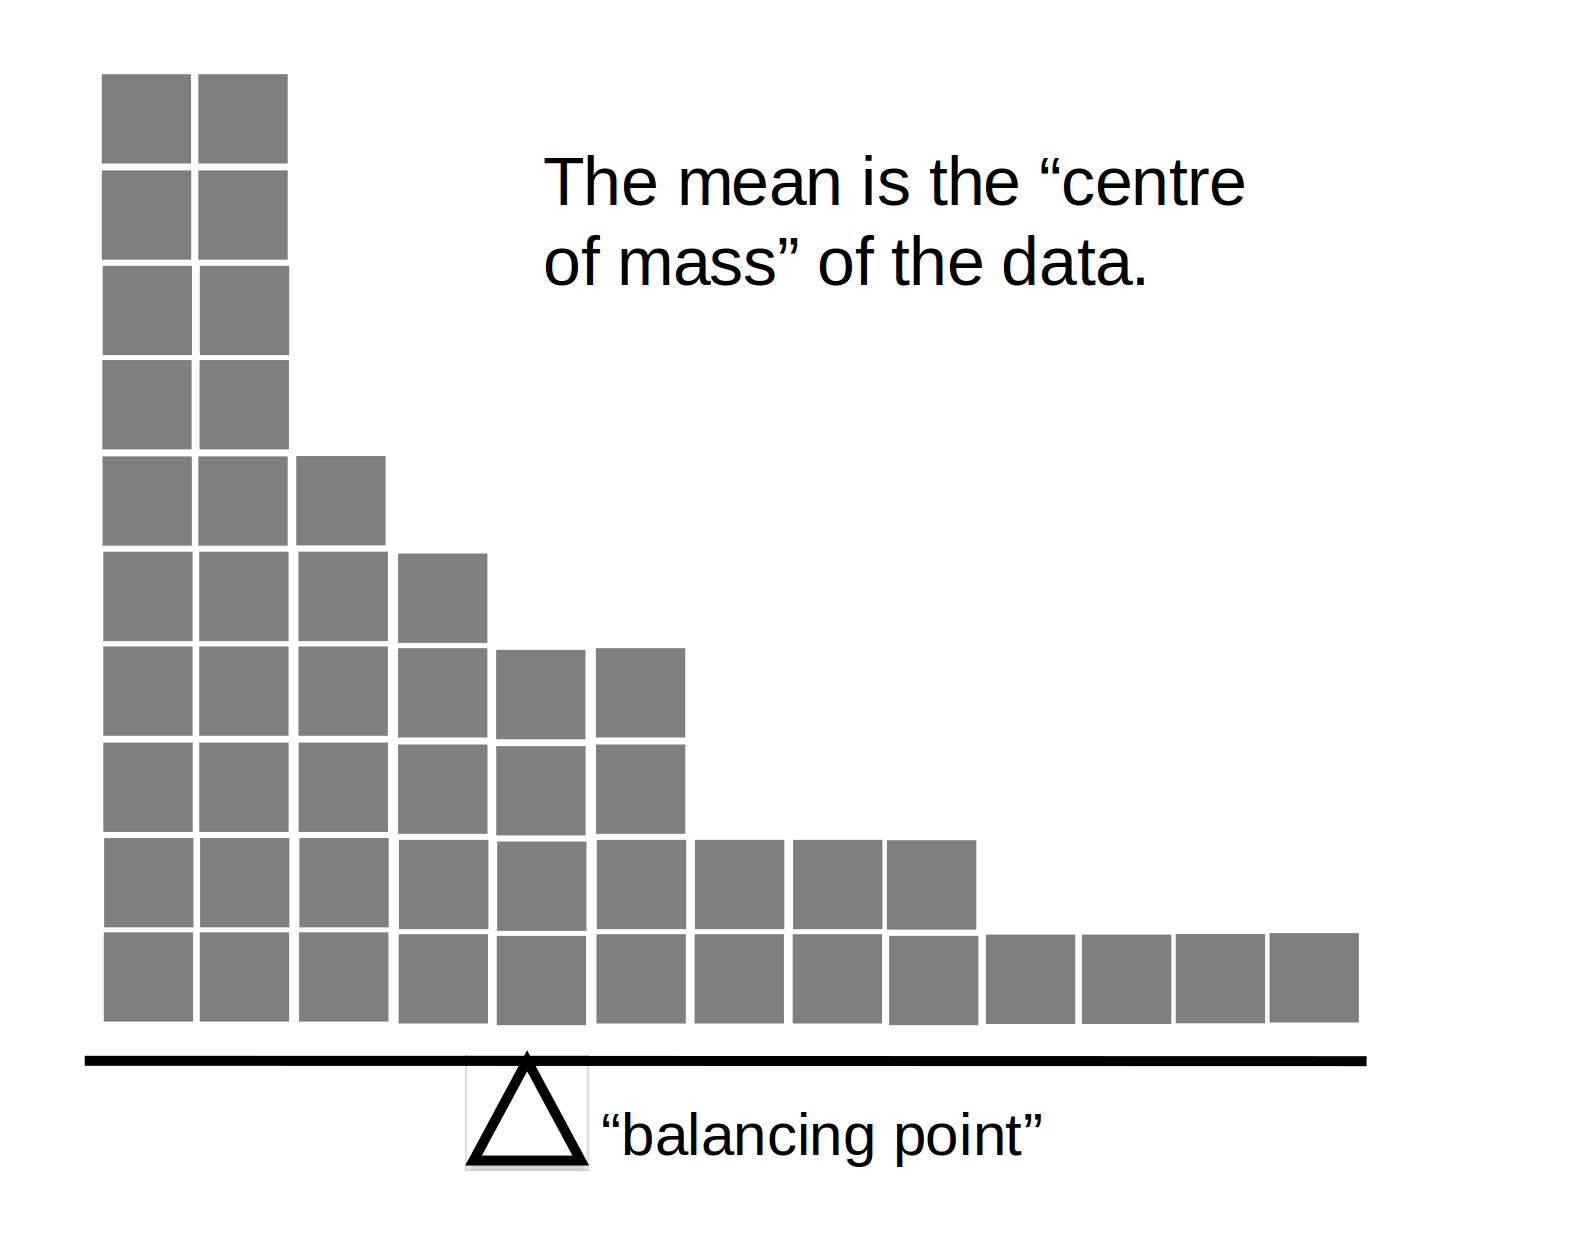 The mean is the “centre
of mass” of the data.
“balancing point”